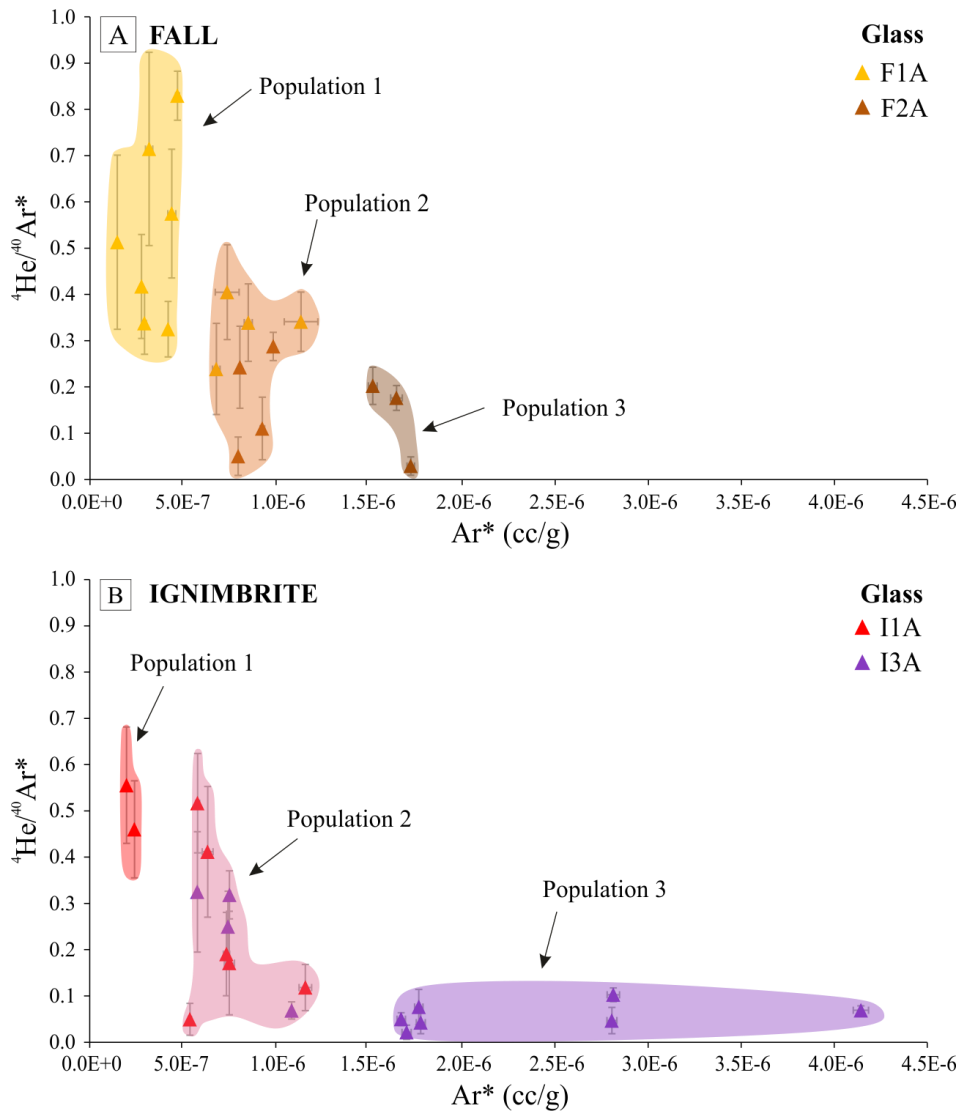 A FALL
Glass
F1A
F2A
Population 1
Population 2
Population 3
1.0
0.9
0.8
0.7
0.6
0.5
0.4
0.3
0.2
0.1
0.0
⁴He/⁴⁰Ar*
0.0E+0 5.0E-7 1.0E-6 1.5E-6 2.0E-6 2.5E-6 3.0E-6 3.5E-6 4.0E-6 4.5E-6
Ar* (cc/g)
B IGNIMBRITE
Glass
I1A
I3A
Population 1
Population 2
Population 3
1.0
0.9
0.8
0.7
0.6
0.5
0.4
0.3
0.2
0.1
0.0
⁴He/⁴⁰Ar*
0.0E+0 5.0E-7 1.0E-6 1.5E-6 2.0E-6 2.5E-6 3.0E-6 3.5E-6 4.0E-6 4.5E-6
Ar* (cc/g)